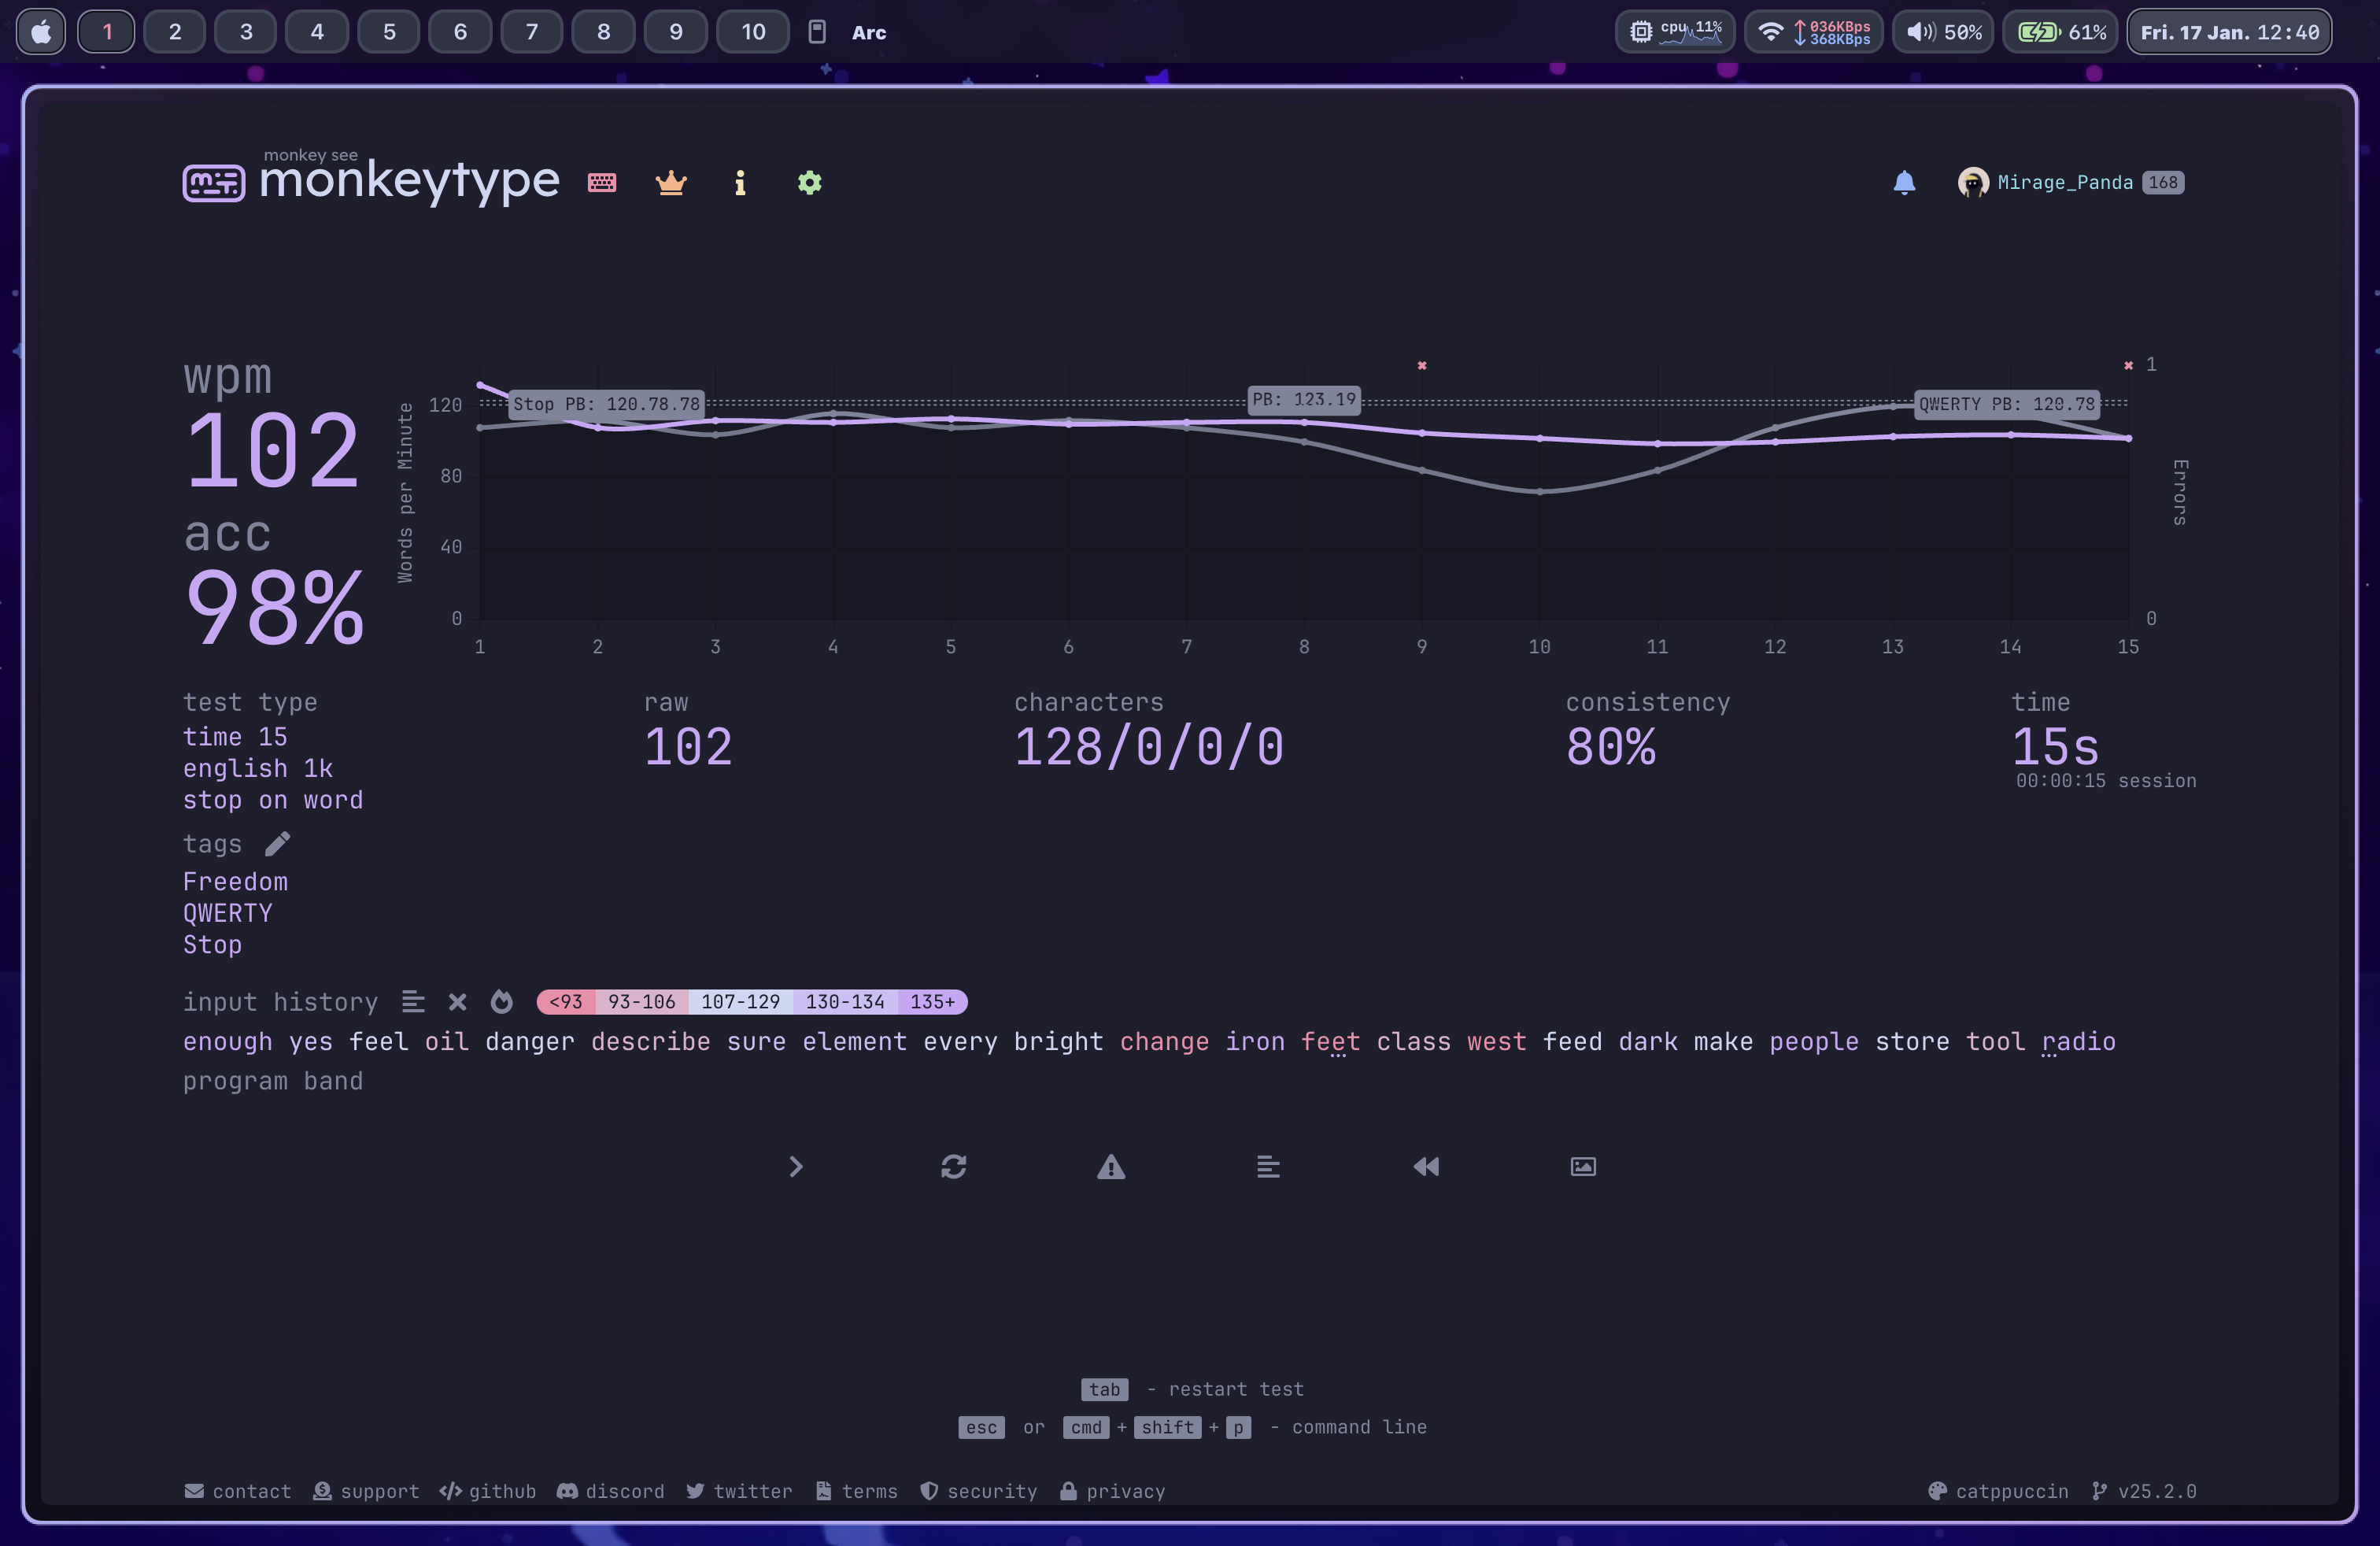 1 2 3 4 5 6 7 8 9 10 Arc cpu 11% 036KBps 368KBps 50% 61% Fri. 17 Jan. 12:40
monkey see
monkeytype
Mirage_Panda 168
wpm
102
acc
98%
Words per Minute
120
80
40
0
Stop PB: 120.78.78
PB: 123.19
QWERTY PB: 120.78
1
0
Errors
1 2 3 4 5 6 7 8 9 10 11 12 13 14 15
test type
time 15
english 1k
stop on word
raw
102
characters
128/0/0/0
consistency
80%
time
15s
00:00:15 session
tags
Freedom
QWERTY
Stop
input history <93 93-106 107-129 130-134 135+
enough yes feel oil danger describe sure element every bright change iron feet class west feed dark make people store tool radio
program band
tab - restart test
esc or cmd + shift + p - command line
contact support github discord twitter terms security privacy catppuccin v25.2.0